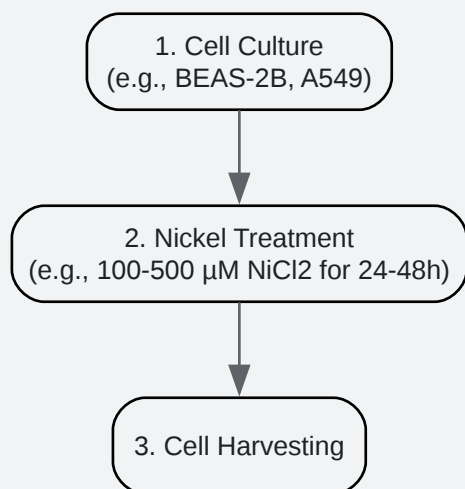 1. Cell Culture
(e.g., BEAS-2B, A549)
2. Nickel Treatment
(e.g., 100-500 µM NiCl2 for 24-48h)
3. Cell Harvesting